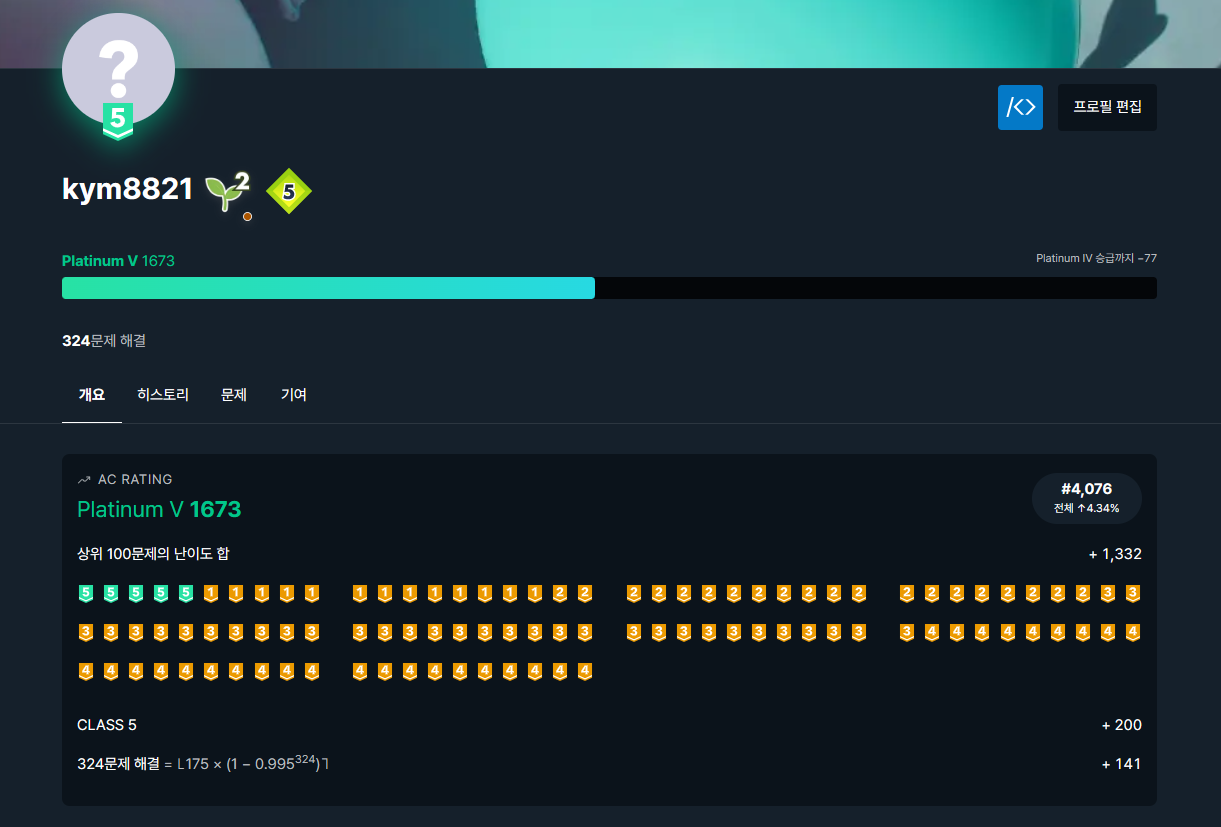 ?
5
/<>
프로필 편집
kym8821 2 5
Platinum V 1673
Platinum IV 승급까지 −77
324문제 해결
개요 히스토리 문제 기여
AC RATING
Platinum V 1673
#4,076
전체 ↑4.34%
상위 100문제의 난이도 합 + 1,332
5 5 5 5 5 1 1 1 1 1 1 1 1 1 1 1 1 1 2 2 2 2 2 2 2 2 2 2 2 2 2 2 2 2 2 2 2 2 3 3
3 3 3 3 3 3 3 3 3 3 3 3 3 3 3 3 3 3 3 3 3 3 3 3 3 3 3 3 3 3 3 4 4 4 4 4 4 4 4 4
4 4 4 4 4 4 4 4 4 4 4 4 4 4 4 4 4 4 4 4
CLASS 5 + 200
324문제 해결 = ⌊175 × (1 − 0.995³²⁴)⌉ + 141